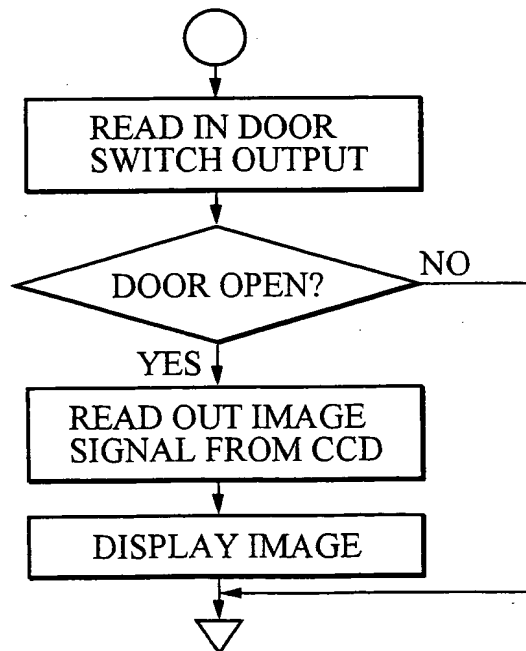 READ IN DOOR
SWITCH OUTPUT
DOOR OPEN?
NO
YES
READ OUT IMAGE
SIGNAL FROM CCD
DISPLAY IMAGE